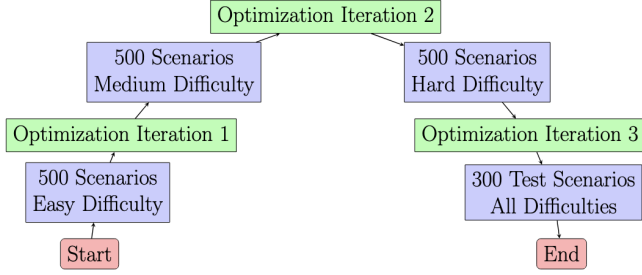 Optimization Iteration 2
500 Scenarios
Medium Difficulty
500 Scenarios
Hard Difficulty
Optimization Iteration 1
Optimization Iteration 3
500 Scenarios
Easy Difficulty
300 Test Scenarios
All Difficulties
Start
End